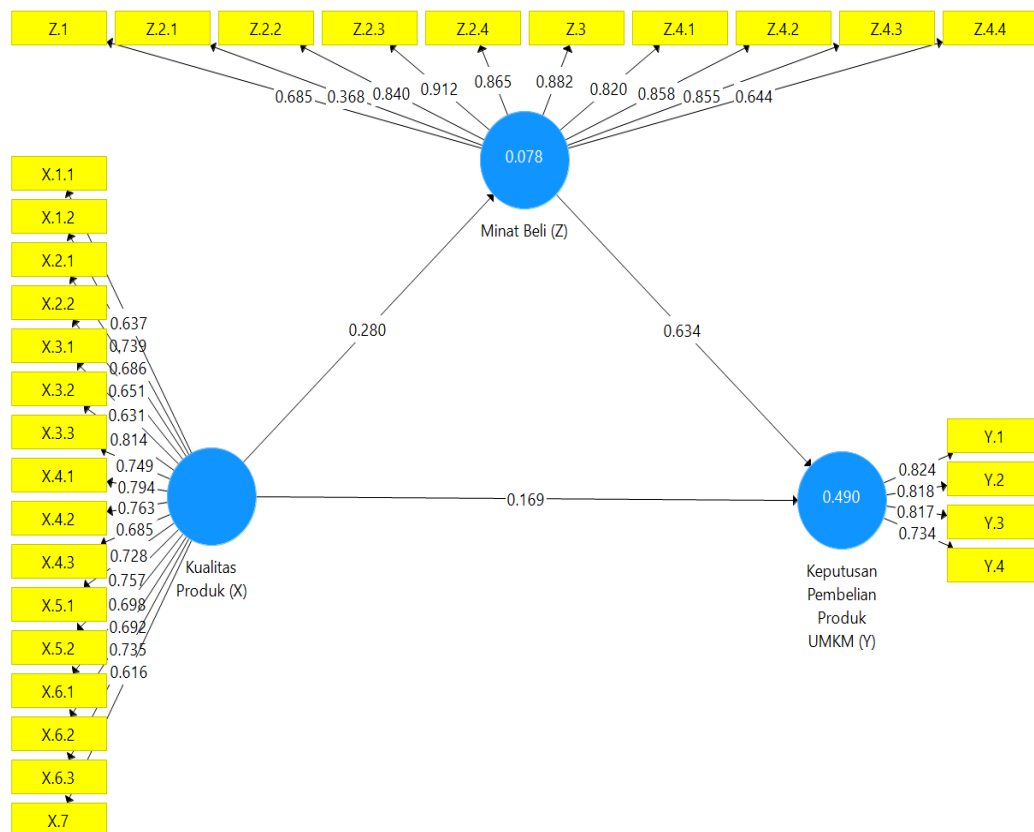 Z.1
Z.2.1
Z.2.2
Z.2.3
Z.2.4
Z.3
Z.4.1
Z.4.2
Z.4.3
Z.4.4
0.685
0.368
0.840
0.912
0.865
0.882
0.820
0.858
0.855
0.644
0.078
Minat Beli (Z)
X.1.1
X.1.2
X.2.1
X.2.2
X.3.1
X.3.2
X.3.3
X.4.1
X.4.2
X.4.3
X.5.1
X.5.2
X.6.1
X.6.2
X.6.3
X.7
0.637
0.739
0.686
0.651
0.631
0.814
0.749
0.794
0.763
0.685
0.728
0.757
0.698
0.692
0.735
0.616
Kualitas
Produk (X)
0.280
0.634
0.169
0.490
Keputusan
Pembelian
Produk
UMKM (Y)
0.824
0.818
0.817
0.734
Y.1
Y.2
Y.3
Y.4